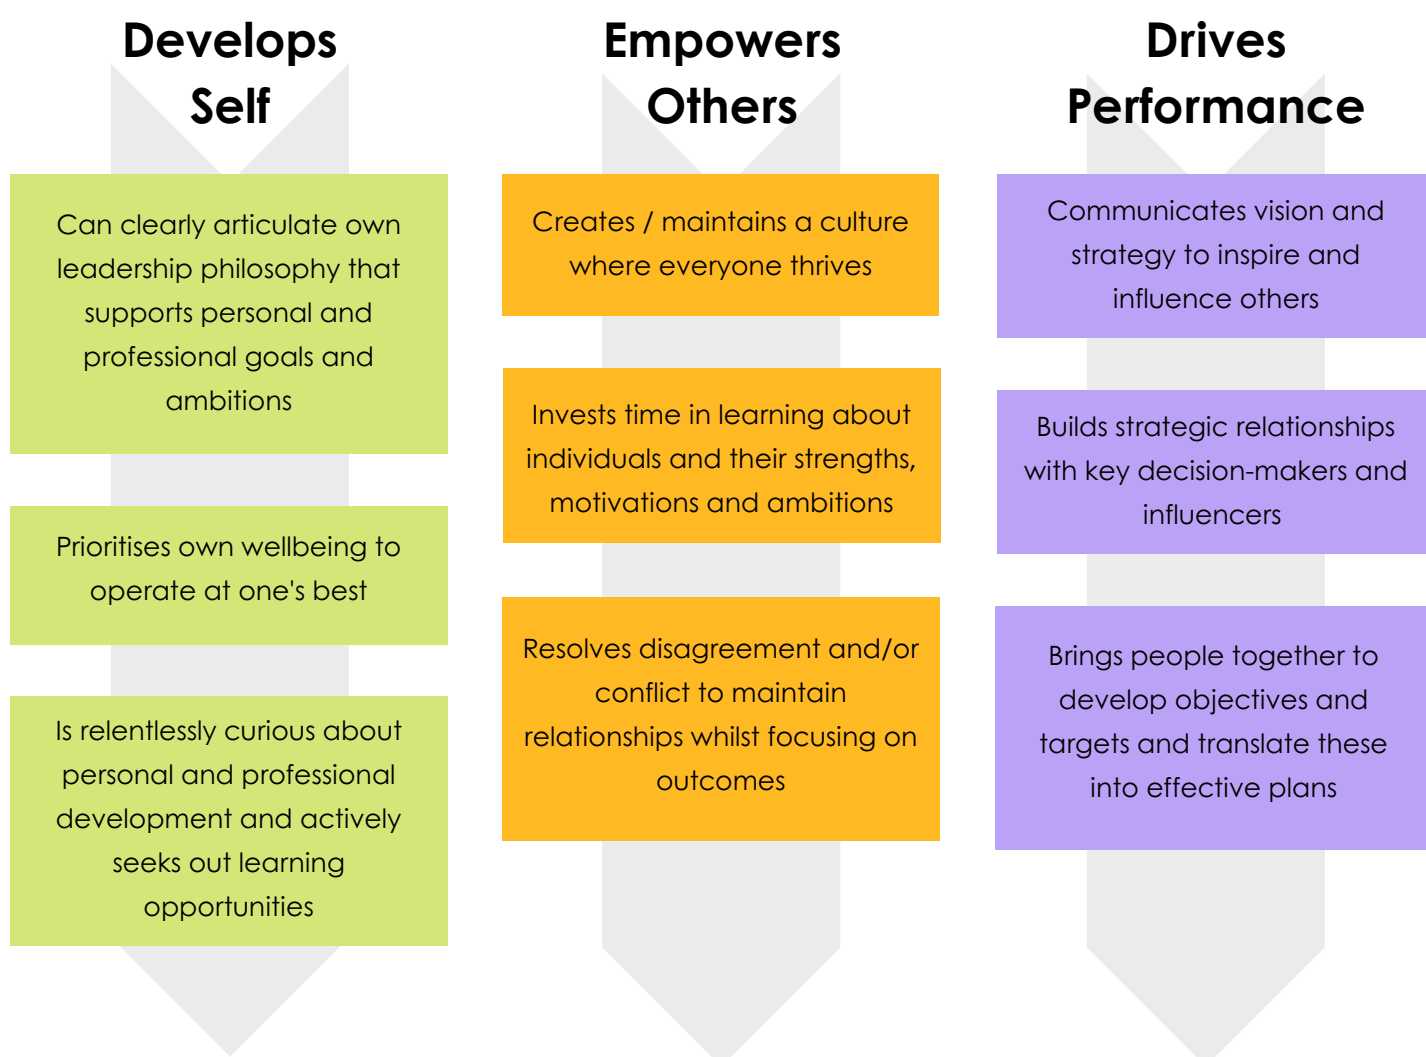 Develops
Self
Can clearly articulate own
leadership philosophy that
supports personal and
professional goals and
ambitions
Prioritises own wellbeing to
operate at one's best
Is relentlessly curious about
personal and professional
development and actively
seeks out learning
opportunities
Empowers
Others
Creates / maintains a culture
where everyone thrives
Invests time in learning about
individuals and their strengths,
motivations and ambitions
Resolves disagreement and/or
conflict to maintain
relationships whilst focusing on
outcomes
Drives
Performance
Communicates vision and
strategy to inspire and
influence others
Builds strategic relationships
with key decision-makers and
influencers
Brings people together to
develop objectives and
targets and translate these
into effective plans